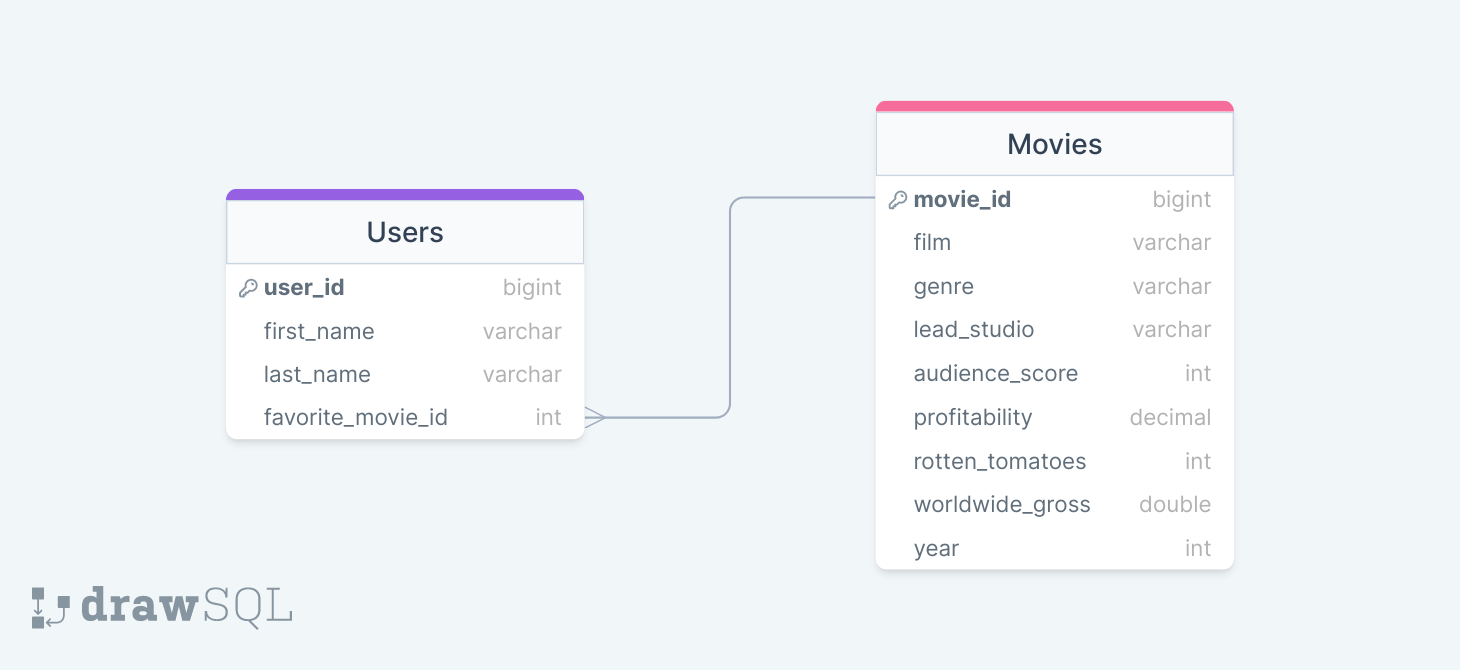 Users
user_id bigint
first_name varchar
last_name varchar
favorite_movie_id int
Movies
movie_id bigint
film varchar
genre varchar
lead_studio varchar
audience_score int
profitability decimal
rotten_tomatoes int
worldwide_gross double
year int
drawSQL